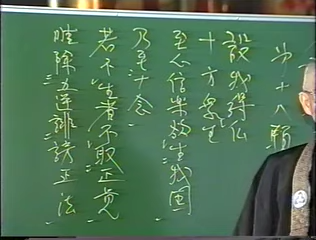 第十八願
設我得仏
十方衆生
至心信楽欲生我国
乃至十念
若不生者不取正覚
唯除五逆誹謗正法